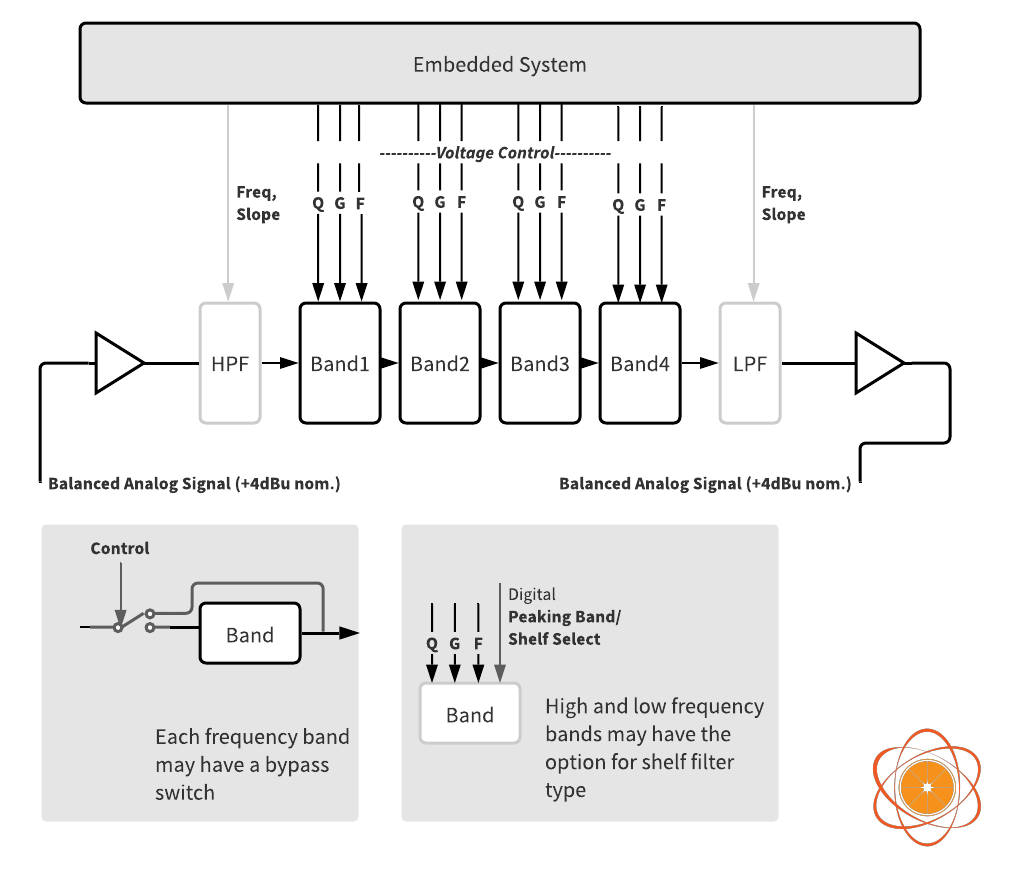 Embedded System
----------Voltage Control----------
Freq,
Slope
Q G F
Q G F
Q G F
Q G F
Freq,
Slope
HPF
Band1
Band2
Band3
Band4
LPF
Balanced Analog Signal (+4dBu nom.)
Balanced Analog Signal (+4dBu nom.)
Control
Band
Each frequency band
may have a bypass
switch
Digital
Peaking Band/
Shelf Select
Q G F
Band
High and low frequency
bands may have the
option for shelf filter
type